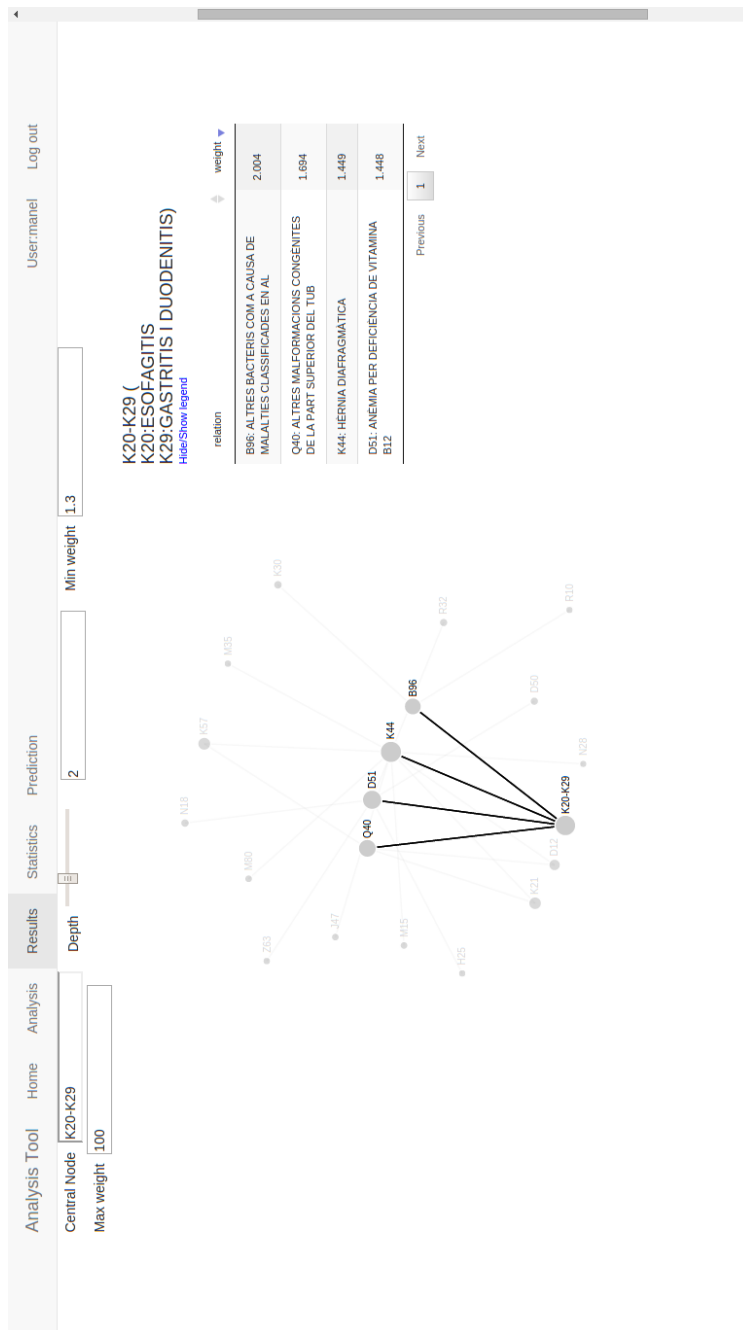 Analysis Tool Home Analysis Results Statistics Prediction User:manel Log out
Central Node K20-K29 Depth 2 Min weight 1.3
Max weight 100
K20-K29 (
K20:ESOFAGITIS
K29:GASTRITIS I DUODENITIS)
Hide/Show legend
relation weight
B96: ALTRES BACTERIS COM A CAUSA DE
MALALTIES CLASSIFICADES EN AL
2.004
Q40: ALTRES MALFORMACIONS CONGÈNITES
DE LA PART SUPERIOR DEL TUB
1.694
K44: HÈRNIA DIAFRAGMÀTICA 1.449
D51: ANÈMIA PER DEFICIÈNCIA DE VITAMINA
B12
1.448
Previous 1 Next
N18
K57
M35
M80
Z63
K30
J47
Q40
D51
K44
M15
B96
R32
H25
K21
D50
D12
K20-K29
R10
N28